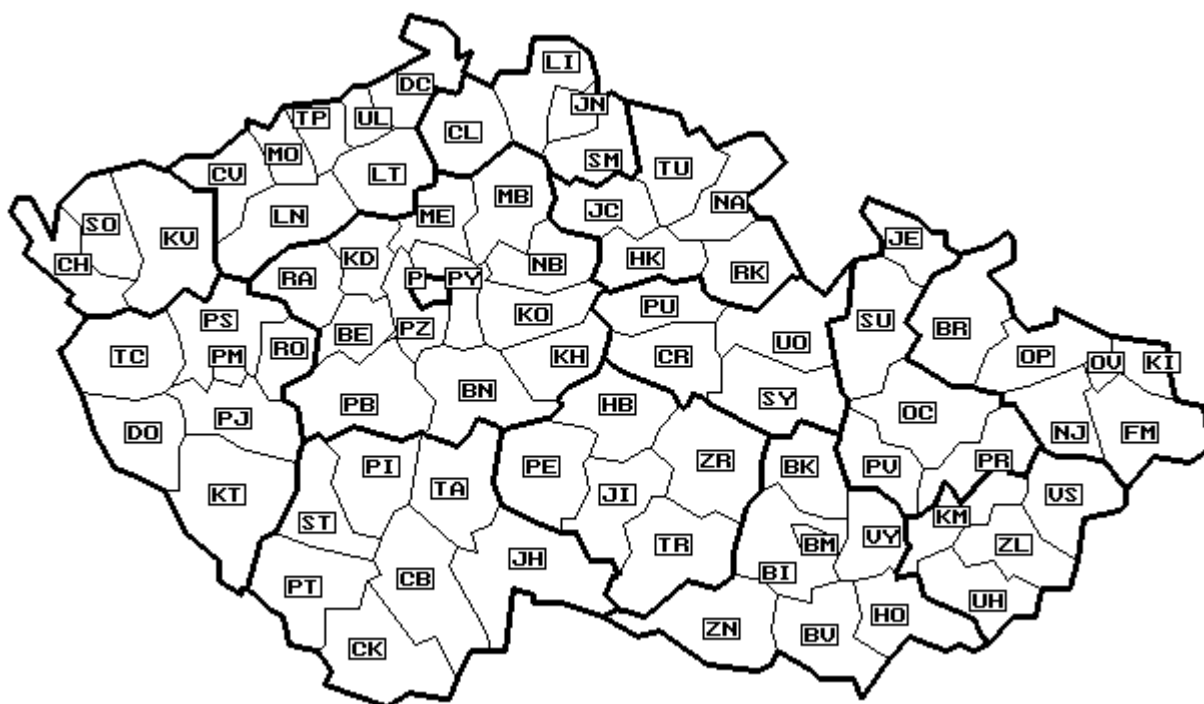 LI
DC
JN
TP
UL
CL
MO
SM
CV
LT
TU
MB
NA
LN
ME
JC
SO
KV
JE
KD
HK
CH
NB
RK
RA
P
PY
KO
PU
PS
SU
BR
BE
PZ
UO
TC
PM
RO
KH
CR
OP
OV
KI
BN
SY
PB
HB
OC
DO
PJ
NJ
FM
PI
PE
ZR
BK
PV
PR
TA
JI
KT
VS
ST
KM
TR
BM
VY
ZL
JH
PT
CB
BI
UH
HO
ZN
BV
CK